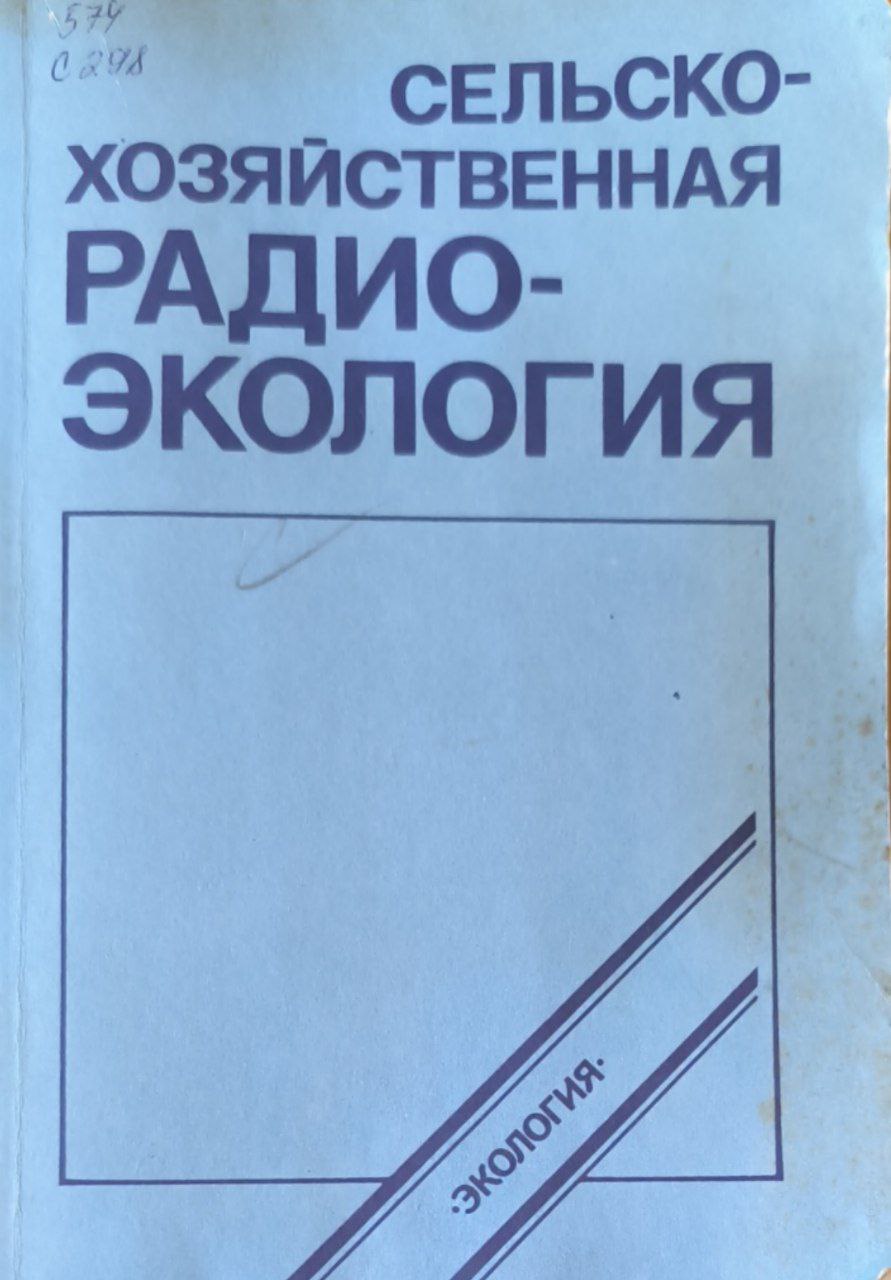 574
С 298
СЕЛЬСКО-
ХОЗЯЙСТВЕННАЯ
РАДИО-
ЭКОЛОГИЯ
·ЭКОЛОГИЯ·